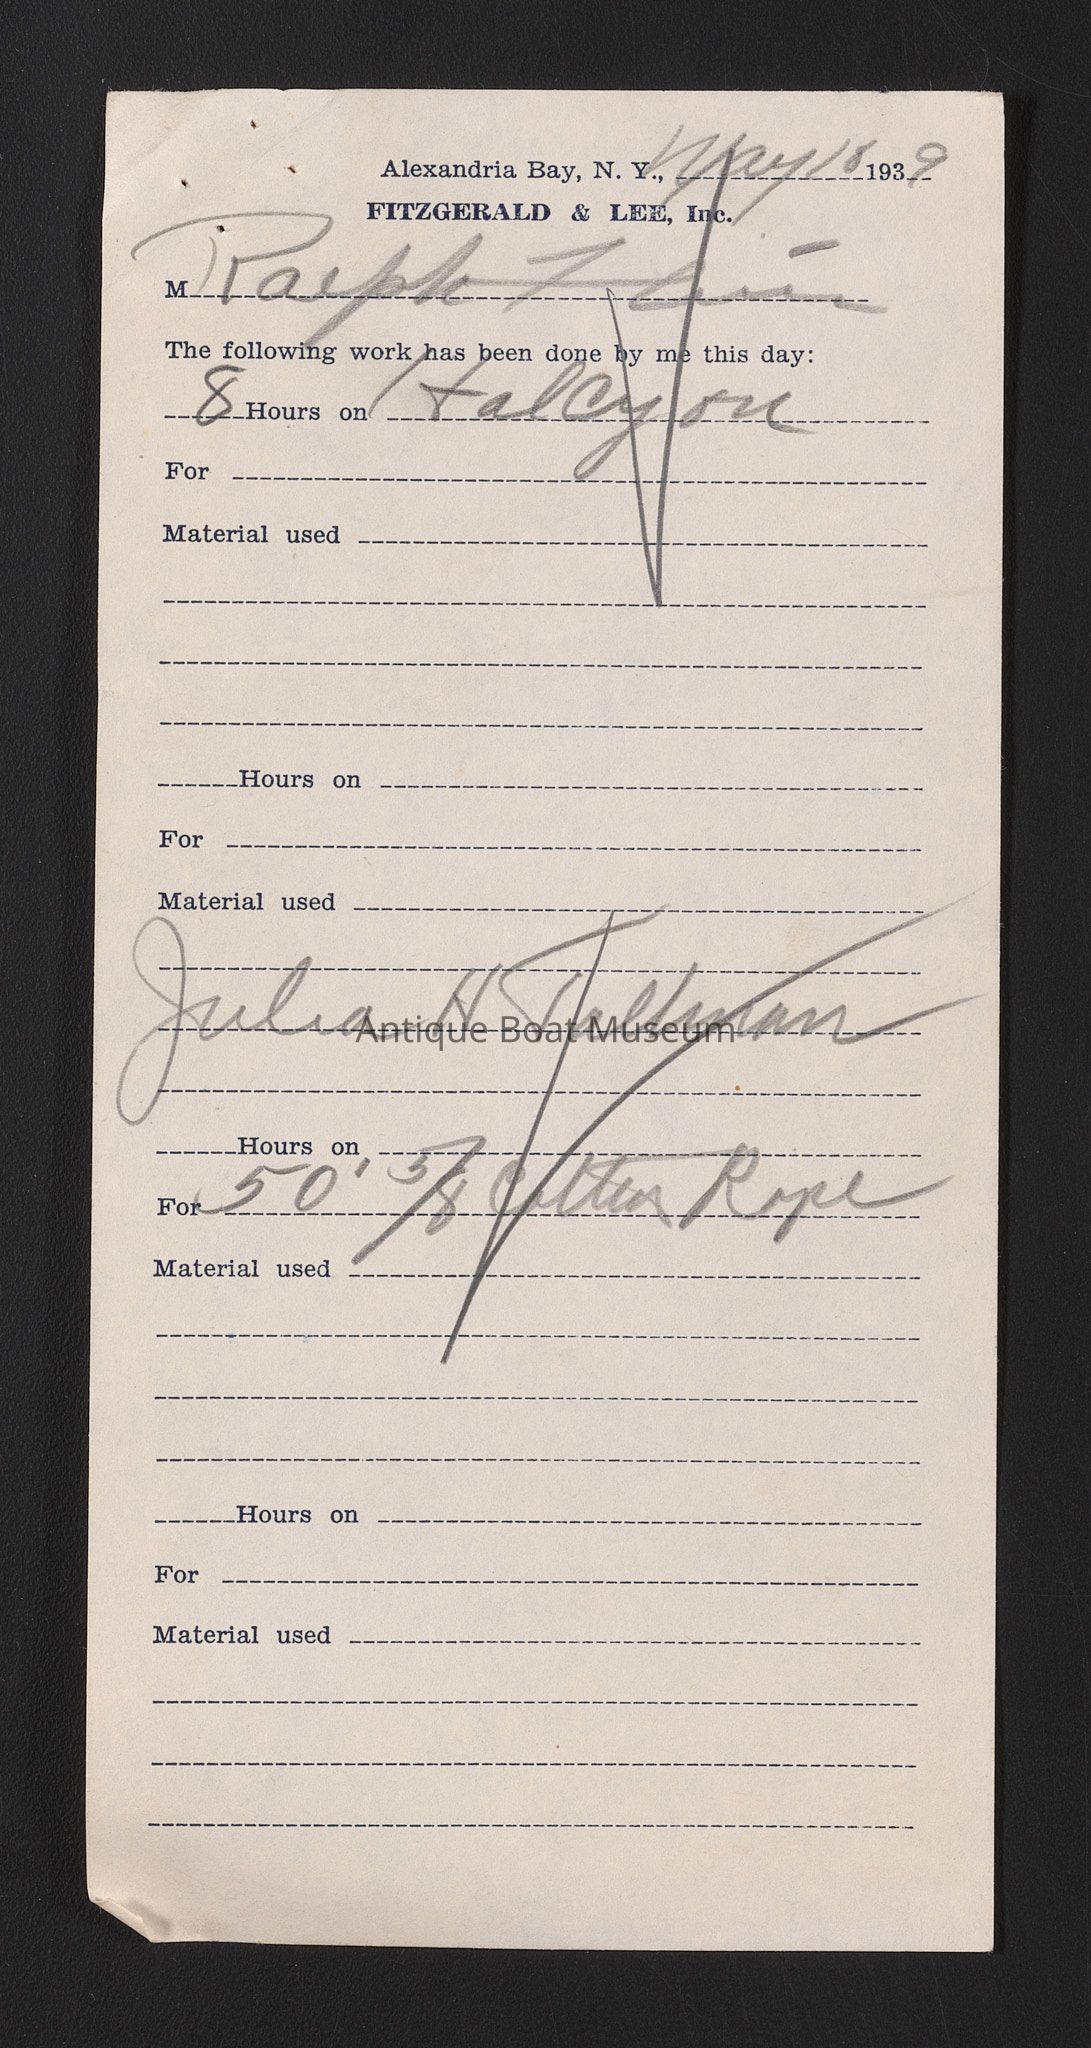 Alexandria Bay, N. Y., May 18 1939
FITZGERALD & LEE, Inc.
M Ralph
The following work has been done by me this day:
8 Hours on Halcyon
For
Material used
Hours on
For
Material used
Julia H Tallman
Antique Boat Museum
Hours on
For 50' 5/8 Cotton Rope
Material used
Hours on
For
Material used